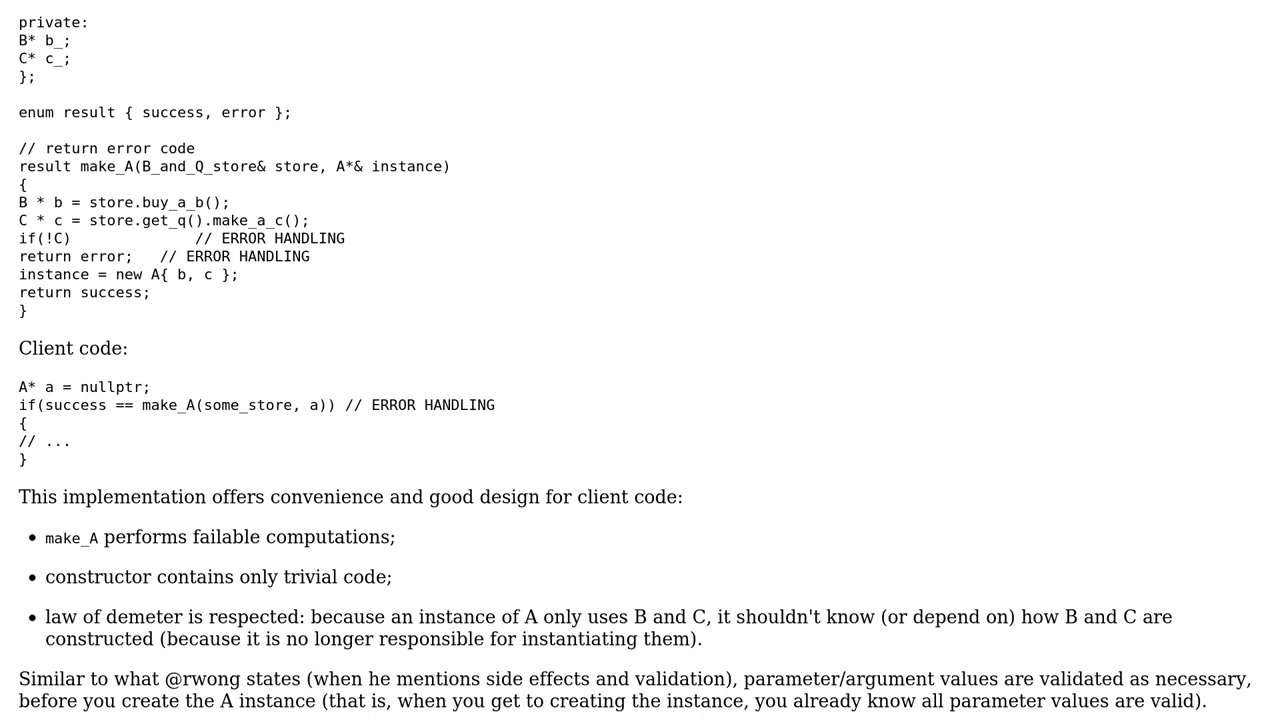 private:
B* b_;
C* c_;
};
enum result { success, error };
// return error code
result make_A(B_and_Q_store& store, A*& instance)
{
B * b = store.buy_a_b();
C * c = store.get_q().make_a_c();
if(!C)              // ERROR HANDLING
return error;   // ERROR HANDLING
instance = new A{ b, c };
return success;
}
Client code:
A* a = nullptr;
if(success == make_A(some_store, a)) // ERROR HANDLING
{
// ...
}
This implementation offers convenience and good design for client code:
• make_A performs failable computations;
• constructor contains only trivial code;
• law of demeter is respected: because an instance of A only uses B and C, it shouldn't know (or depend on) how B and C are
constructed (because it is no longer responsible for instantiating them).
Similar to what @rwong states (when he mentions side effects and validation), parameter/argument values are validated as necessary,
before you create the A instance (that is, when you get to creating the instance, you already know all parameter values are valid).